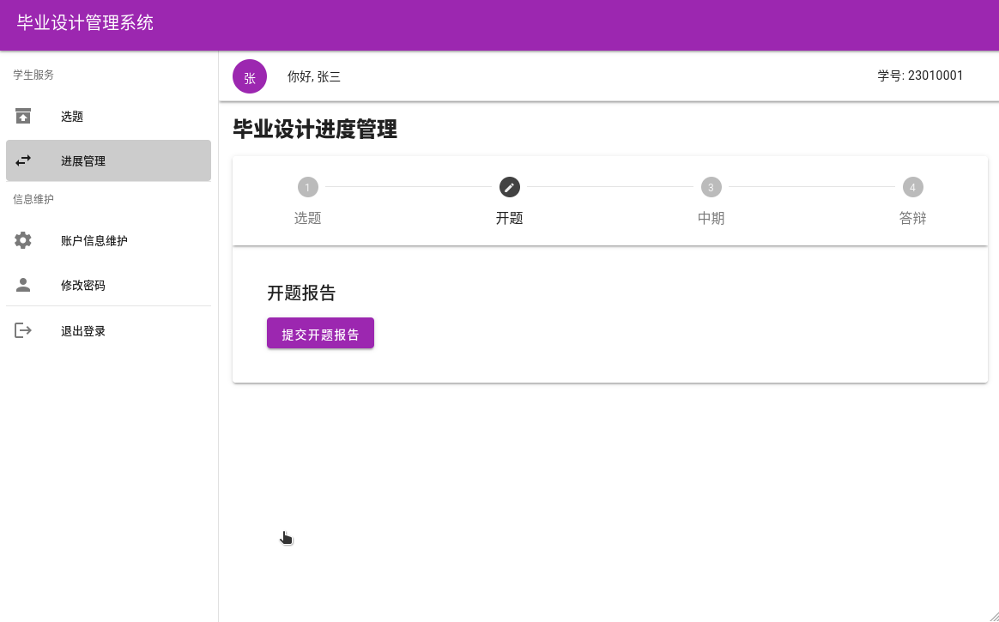 毕业设计管理系统
学生服务
选题
进展管理
信息维护
账户信息维护
修改密码
退出登录
张
你好, 张三
学号: 23010001
毕业设计进度管理
1
3
4
选题
开题
中期
答辩
开题报告
提交开题报告